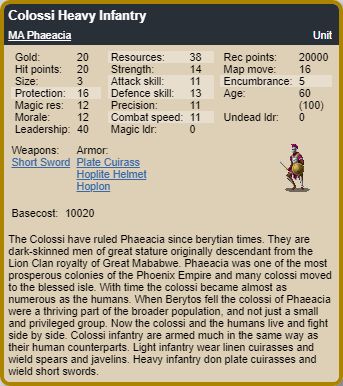 Colossi Heavy Infantry
MA Phaeacia Unit
Gold: 20 Resources: 38 Rec points: 20000
Hit points: 20 Strength: 14 Map move: 16
Size: 3 Attack skill: 11 Encumbrance: 5
Protection: 16 Defence skill: 13 Age: 60
Magic res: 12 Precision: 11 (100)
Morale: 12 Combat speed: 11 Undead ldr: 0
Leadership: 40 Magic ldr: 0
Weapons: Armor:
Short Sword Plate Cuirass
Hoplite Helmet
Hoplon
Basecost: 10020
The Colossi have ruled Phaeacia since berytian times. They are
dark-skinned men of great stature originally descendant from the
Lion Clan royalty of Great Mababwe. Phaeacia was one of the most
prosperous colonies of the Phoenix Empire and many colossi moved
to the blessed isle. With time the colossi became almost as
numerous as the humans. When Berytos fell the colossi of Phaeacia
were a thriving part of the broader population, and not just a small
and privileged group. Now the colossi and the humans live and fight
side by side. Colossi infantry are armed much in the same way as
their human counterparts. Light infantry wear linen cuirasses and
wield spears and javelins. Heavy infantry don plate cuirasses and
wield short swords.